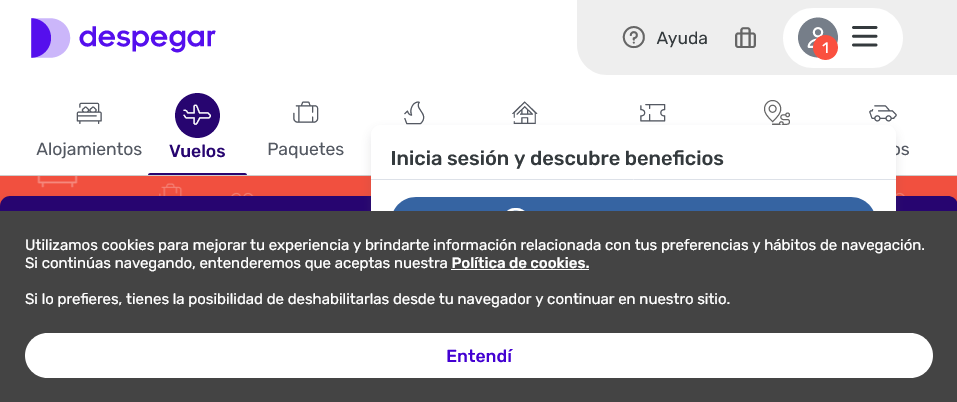 despegar
Ayuda
1
Alojamientos
Vuelos
Paquetes
os
Inicia sesión y descubre beneficios
Utilizamos cookies para mejorar tu experiencia y brindarte información relacionada con tus preferencias y hábitos de navegación.
Si continúas navegando, entenderemos que aceptas nuestra Política de cookies.
Si lo prefieres, tienes la posibilidad de deshabilitarlas desde tu navegador y continuar en nuestro sitio.
Entendí